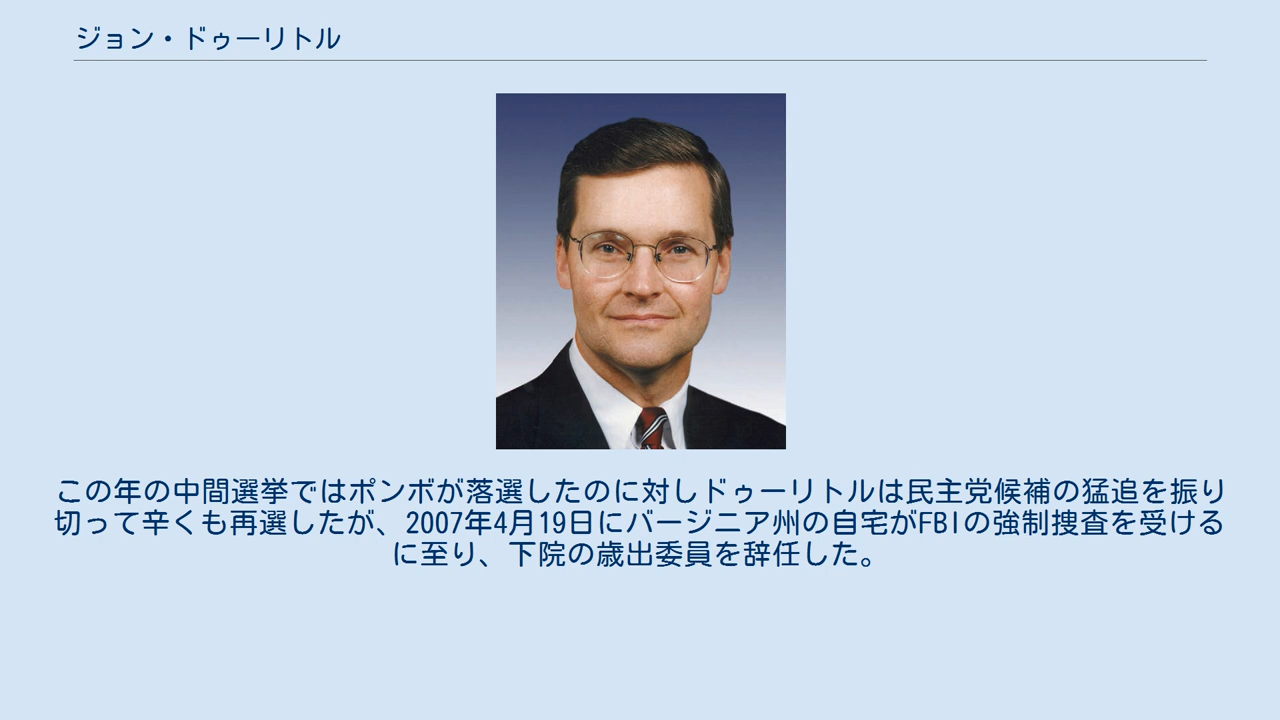 ジョン・ドゥーリトル
この年の中間選挙ではポンボが落選したのに対しドゥーリトルは民主党候補の猛追を振り
切って辛くも再選したが、2007年4月19日にバージニア州の自宅がFBIの強制捜査を受ける
に至り、下院の歳出委員を辞任した。